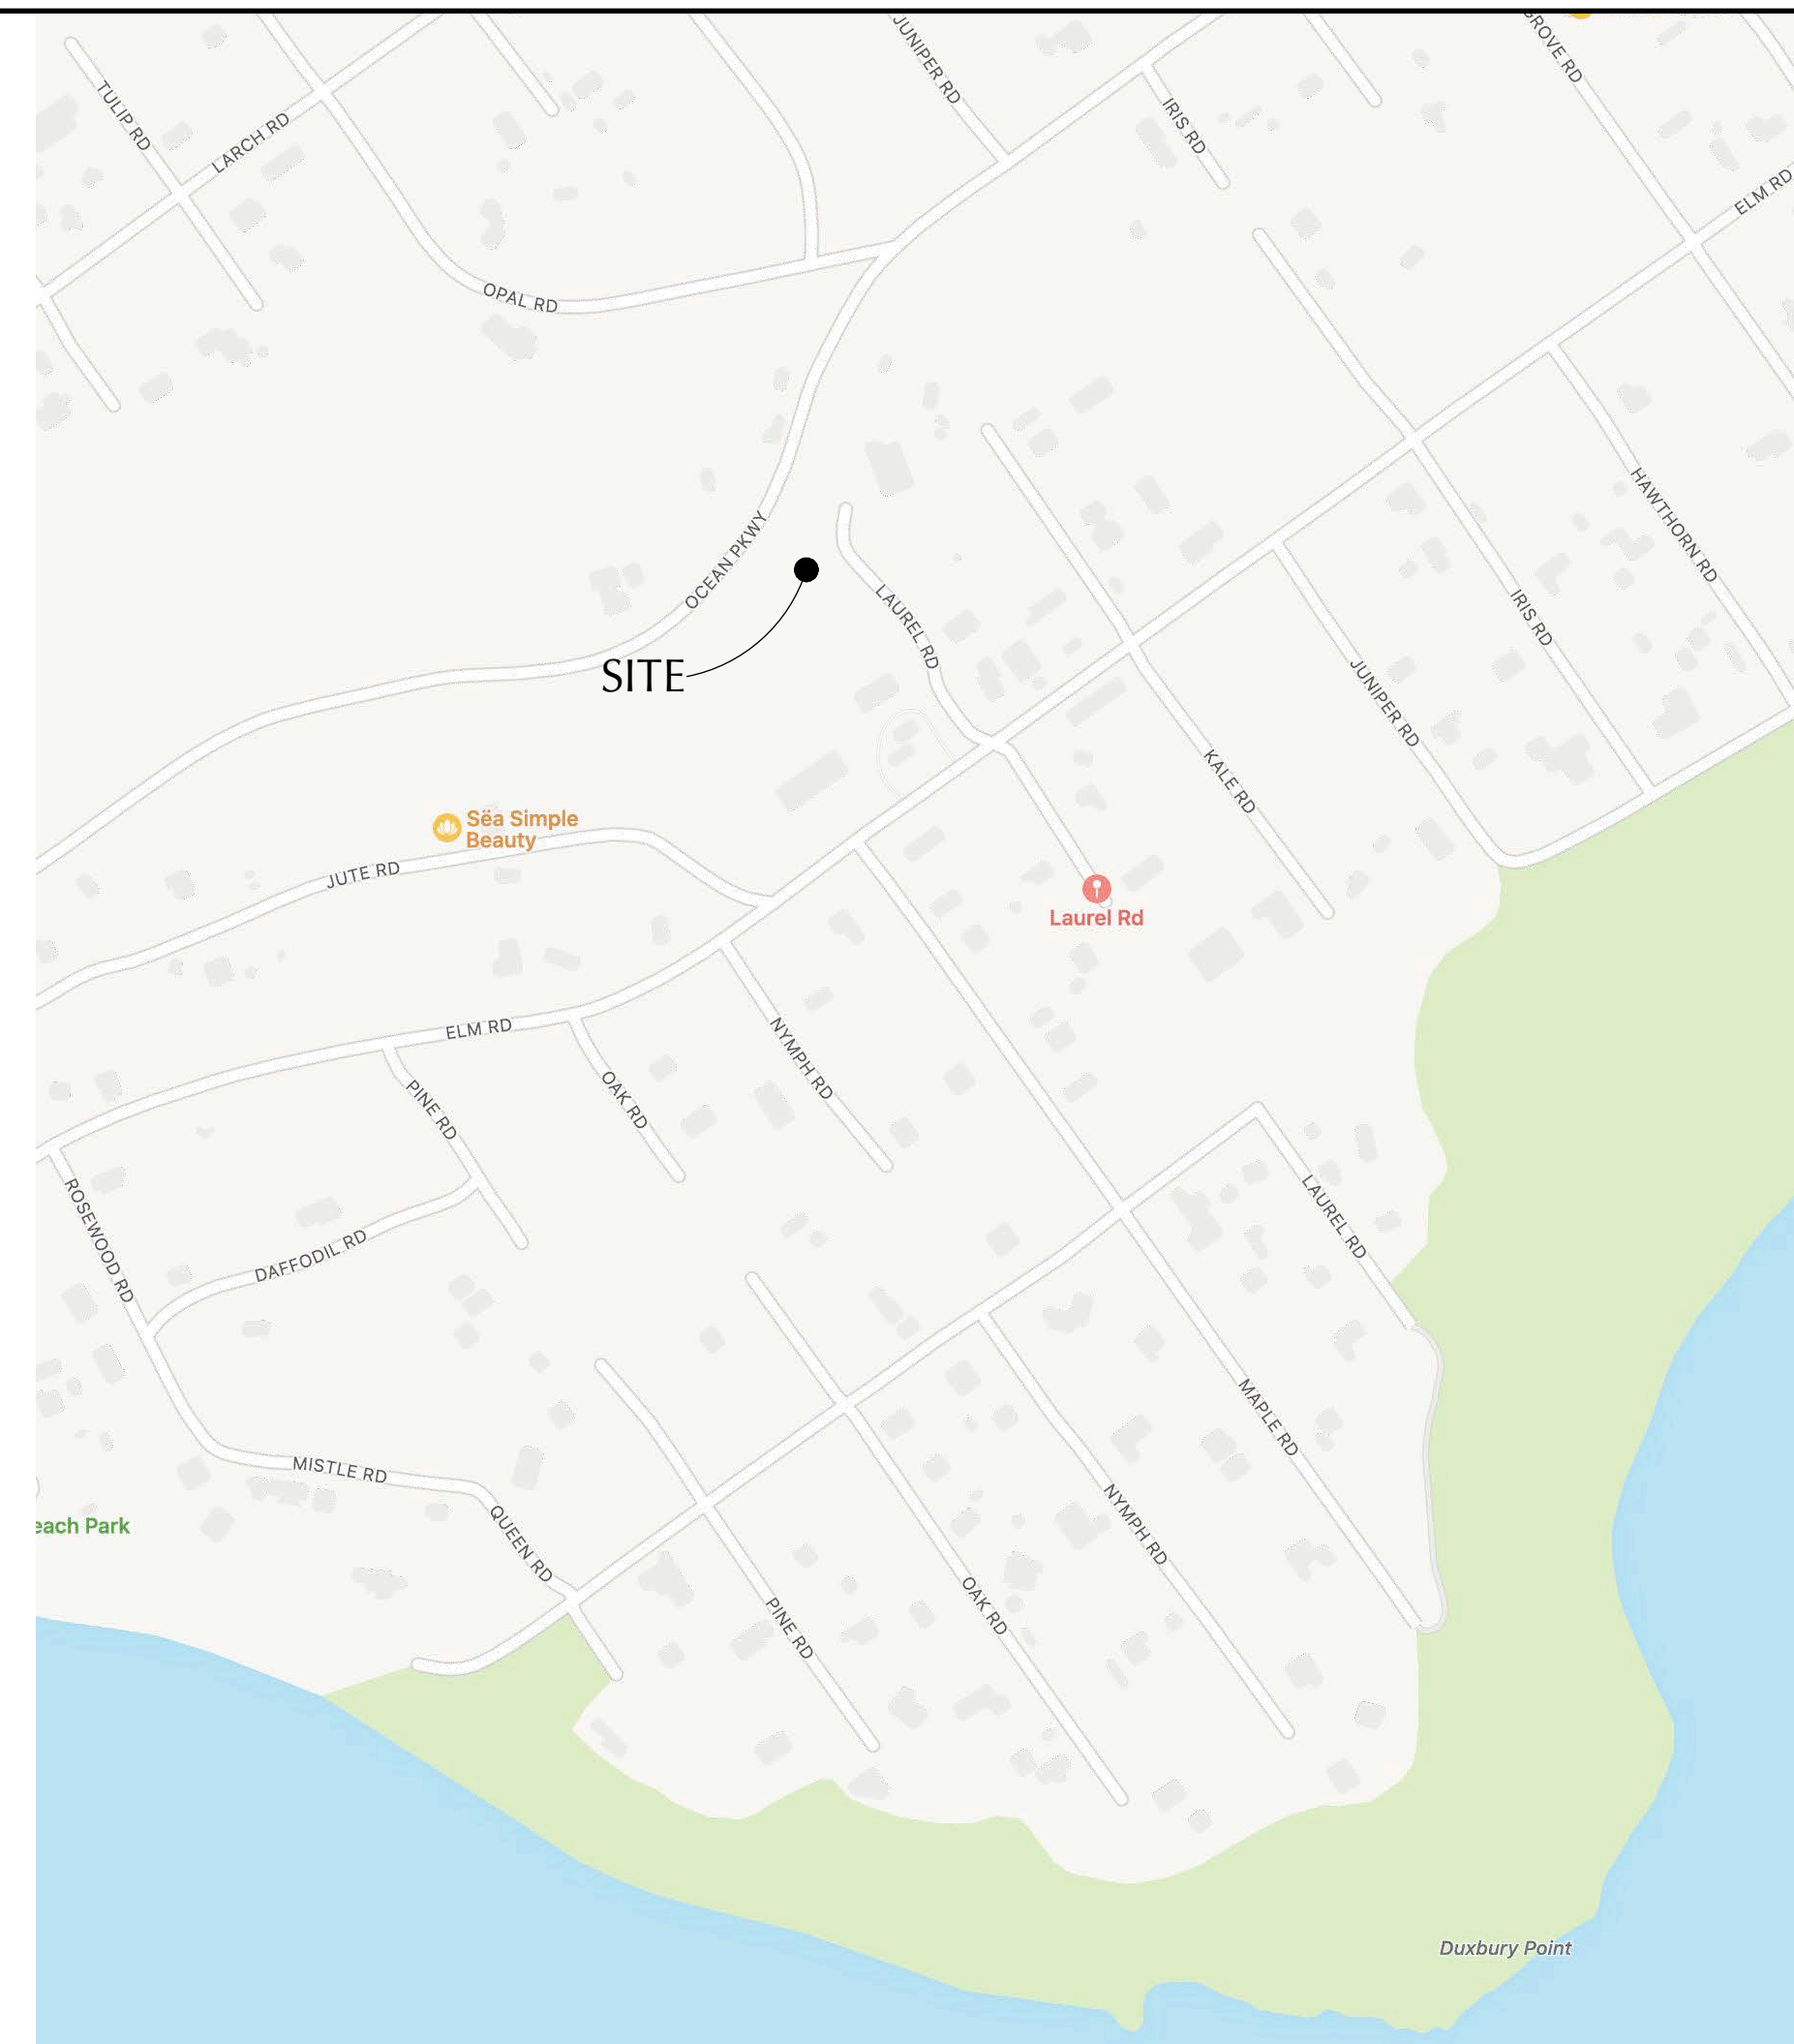 JUNIPER RD
GROVE RD
TULIP RD
LARCH RD
IRIS RD
ELM RD
OPAL RD
HAWTHORN RD
OCEAN PKWY
LAUREL RD
IRIS RD
SITE
JUNIPER RD
KALE RD
Sëa Simple
Beauty
JUTE RD
Laurel Rd
ELM RD
NYMPH RD
OAK RD
PINE RD
ROSEWOOD RD
LAUREL RD
DAFFODIL RD
MAPLE RD
MISTLE RD
NYMPH RD
QUEEN RD
each Park
OAK RD
PINE RD
Duxbury Point